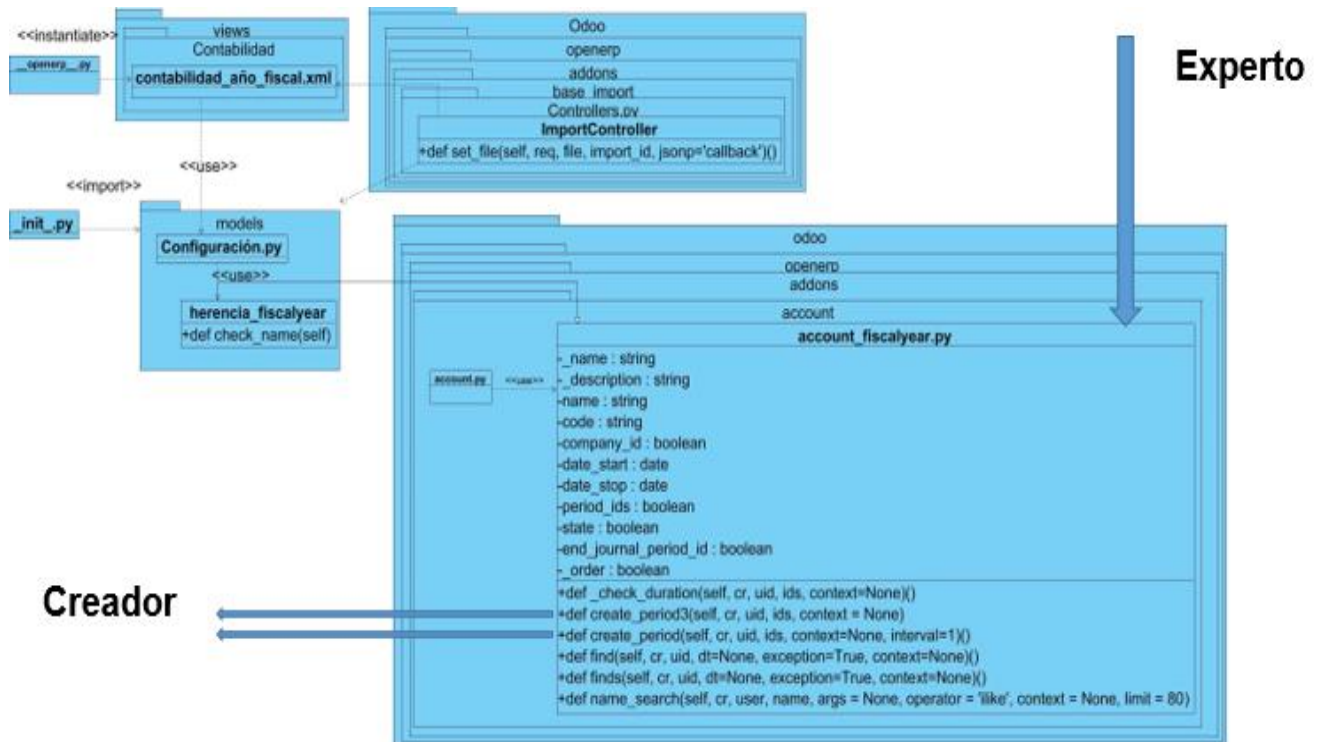 <<instantiate>>
__openerp__.py
views
Contabilidad
contabilidad_año_fiscal.xml
Odoo
openerp
addons
base_import
Controllers.py
ImportController
+def set_file(self, req, file, import_id, jsonp='callback')()
Experto
<<use>>
<<import>>
_init_.py
models
Configuración.py
<<use>>
herencia_fiscalyear
+def check_name(self)
odoo
openerp
addons
account
account.py
<<use>>
account_fiscalyear.py
-_name : string
-_description : string
-name : string
-code : string
-company_id : boolean
-date_start : date
-date_stop : date
-period_ids : boolean
-state : boolean
-end_journal_period_id : boolean
-_order : boolean
+def _check_duration(self, cr, uid, ids, context=None)()
+def create_period3(self, cr, uid, ids, context = None)
+def create_period(self, cr, uid, ids, context=None, interval=1)()
+def find(self, cr, uid, dt=None, exception=True, context=None)()
+def finds(self, cr, uid, dt=None, exception=True, context=None)()
+def name_search(self, cr, user, name, args = None, operator = 'ilike', context = None, limit = 80)
Creador